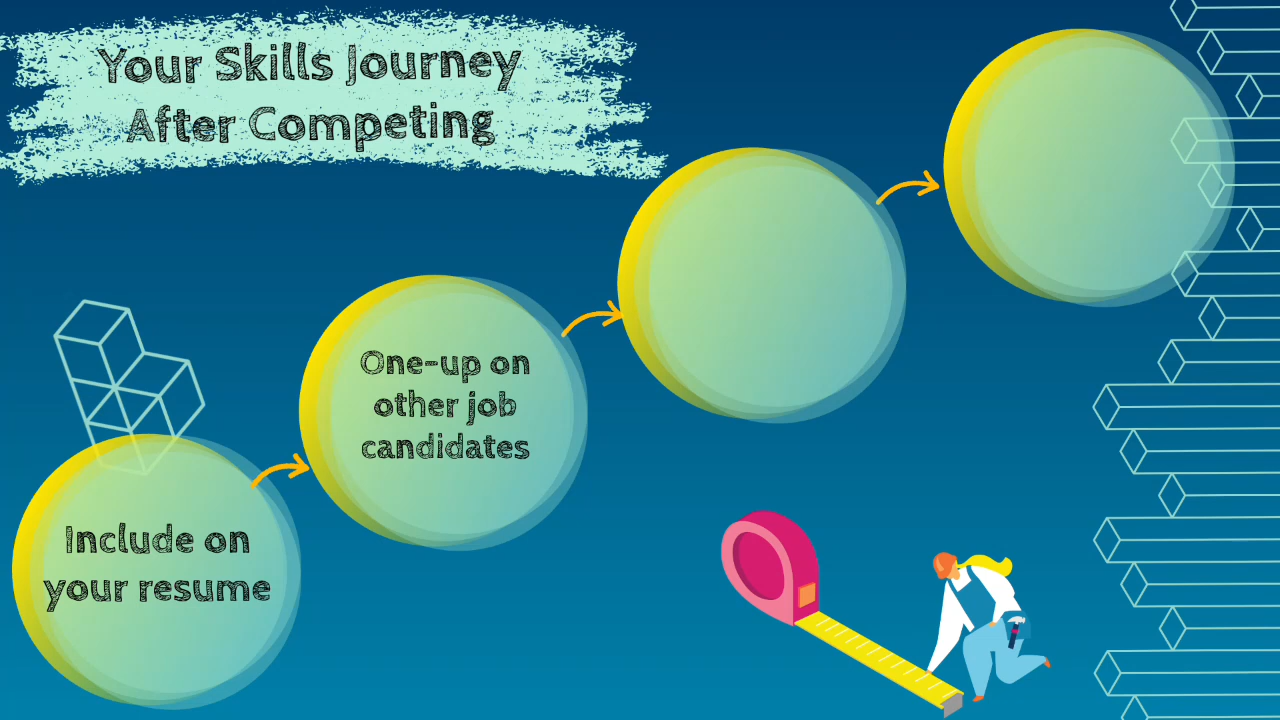 Your Skills Journey
After Competing
One-up on
other job
candidates
Include on
your resume